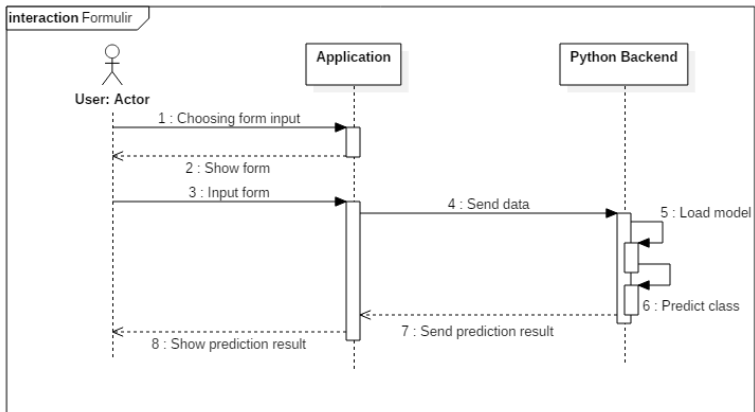 interaction Formulir
Application
Python Backend
User: Actor
1 : Choosing form input
2 : Show form
3 : Input form
4 : Send data
5 : Load model
6 : Predict class
7 : Send prediction result
8 : Show prediction result